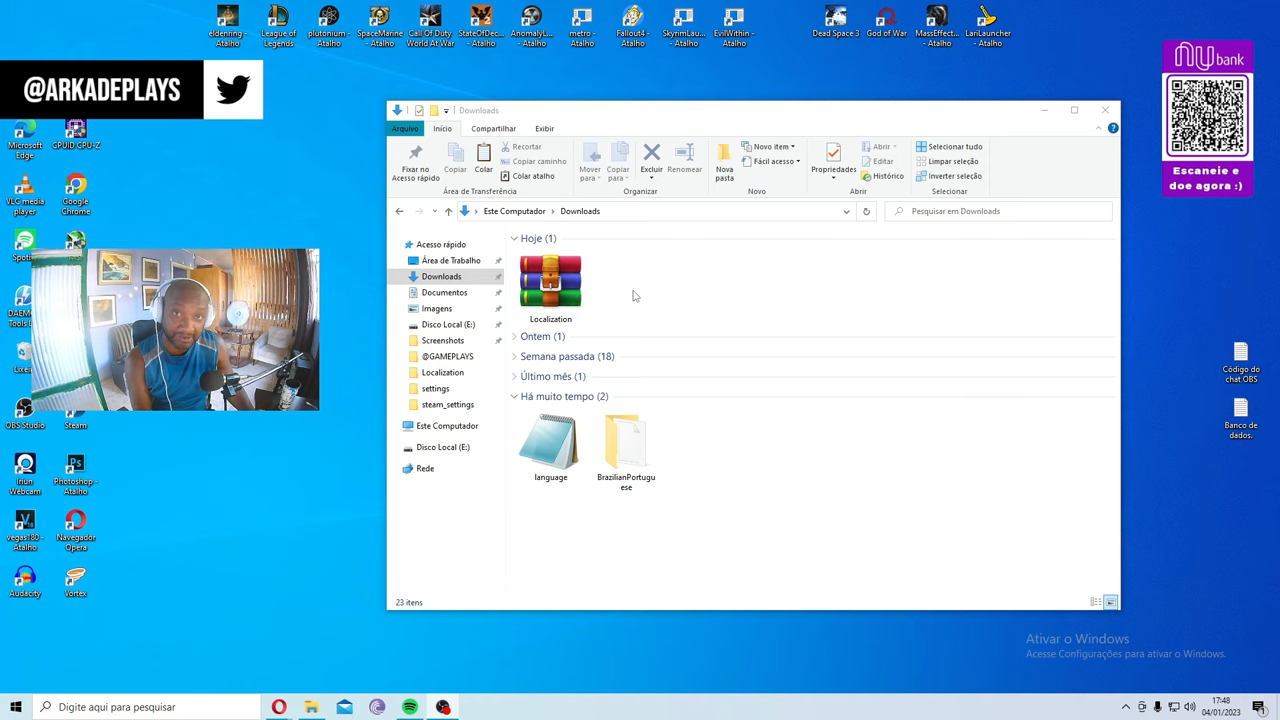 eldenring - Atalho
League of Legends
plutonium - Atalho
SpaceMarine - Atalho
Call Of Duty World At War
StateOfDec... - Atalho
AnomalyL... - Atalho
metro - Atalho
Fallout4 - Atalho
SkyrimLau... - Atalho
EvilWithin - Atalho
Dead Space 3
God of War
MassEffect - Atalho
LariLauncher - Atalho
@ARKADEPLAYS
nu bank
Escaneie e
doe agora :)
Microsoft Edge
CPUID CPU-Z
VLC media player
Google Chrome
Spot
DAEM
Tools L
Lixei
OBS Studio
Steam
Iriun Webcam
Photoshop - Atalho
vegas180 - Atalho
Navegador Opera
Audacity
Vortex
Downloads
Arquivo
Início
Compartilhar
Exibir
Fixar no Acesso rápido
Copiar
Colar
Recortar
Copiar caminho
Colar atalho
Área de Transferência
Mover para
Copiar para
Excluir
Renomear
Organizar
Nova pasta
Novo item
Fácil acesso
Novo
Propriedades
Abrir
Editar
Histórico
Abrir
Selecionar tudo
Limpar seleção
Inverter seleção
Selecionar
Este Computador
Downloads
Pesquisar em Downloads
Acesso rápido
Área de Trabalho
Downloads
Documentos
Imagens
Disco Local (E:)
Screenshots
@GAMEPLAYS
Localization
settings
steam_settings
Este Computador
Disco Local (E:)
Rede
Hoje (1)
Localization
Ontem (1)
Semana passada (18)
Último mês (1)
Há muito tempo (2)
language
BrazilianPortugu
ese
23 itens
Código do chat OBS
Banco de dados.
Ativar o Windows
Acesse Configurações para ativar o Windows.
Digite aqui para pesquisar
17:48
04/01/2023